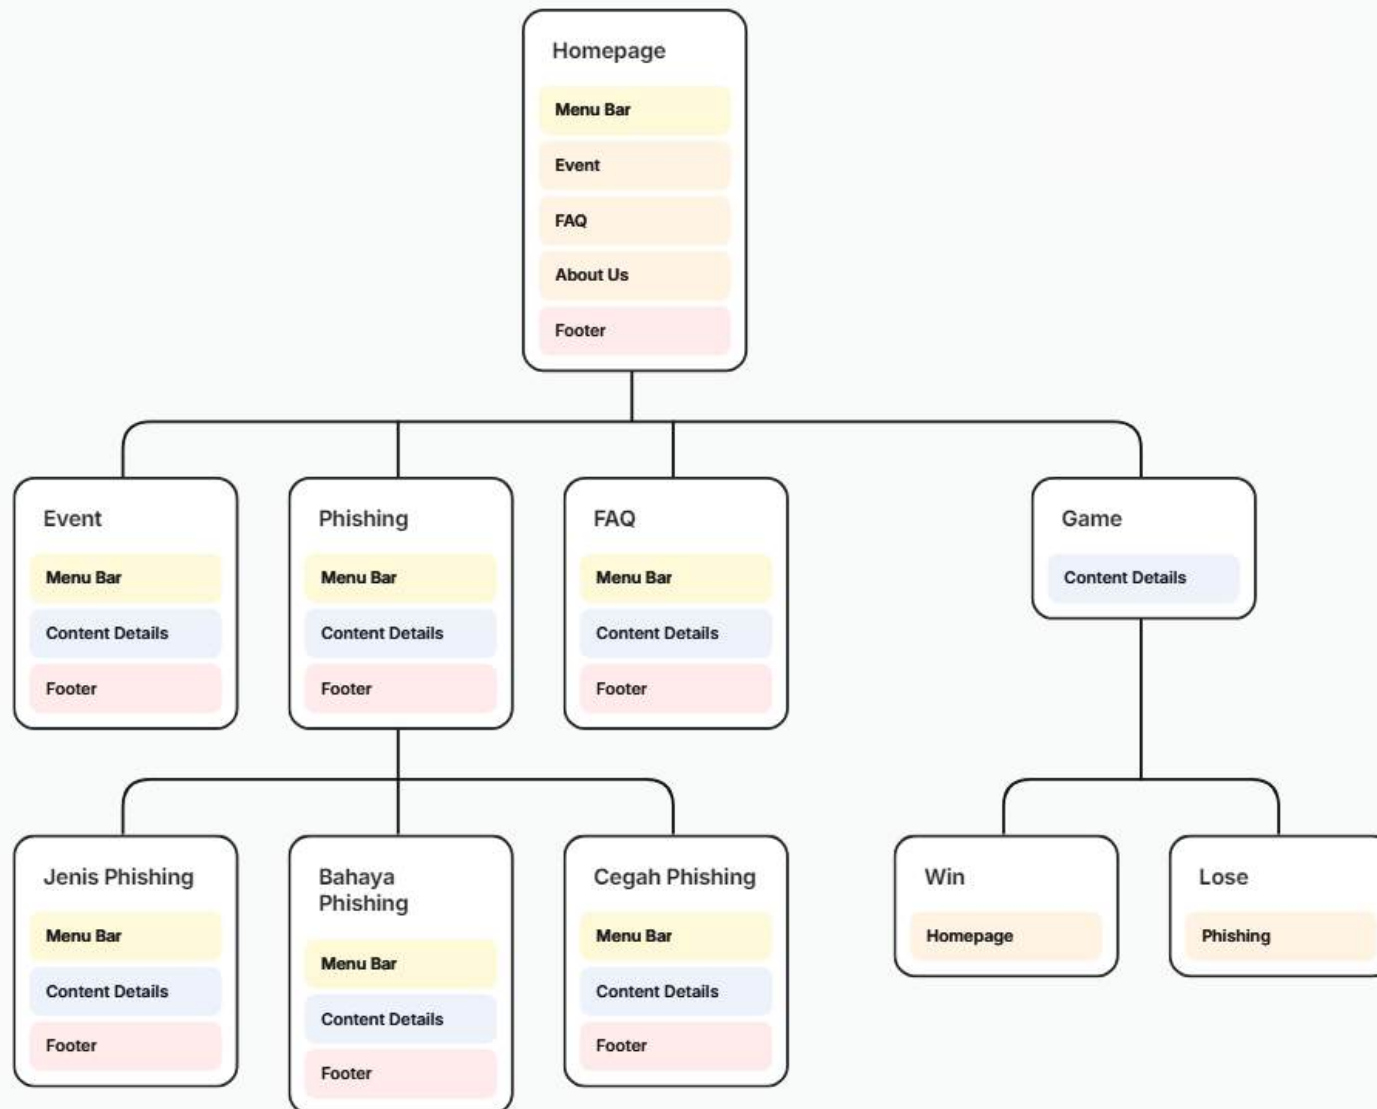 Homepage
Menu Bar
Event
FAQ
About Us
Footer
Event
Menu Bar
Content Details
Footer
Phishing
Menu Bar
Content Details
Footer
FAQ
Menu Bar
Content Details
Footer
Game
Content Details
Jenis Phishing
Menu Bar
Content Details
Footer
Bahaya
Phishing
Menu Bar
Content Details
Footer
Cegah Phishing
Menu Bar
Content Details
Footer
Win
Homepage
Lose
Phishing